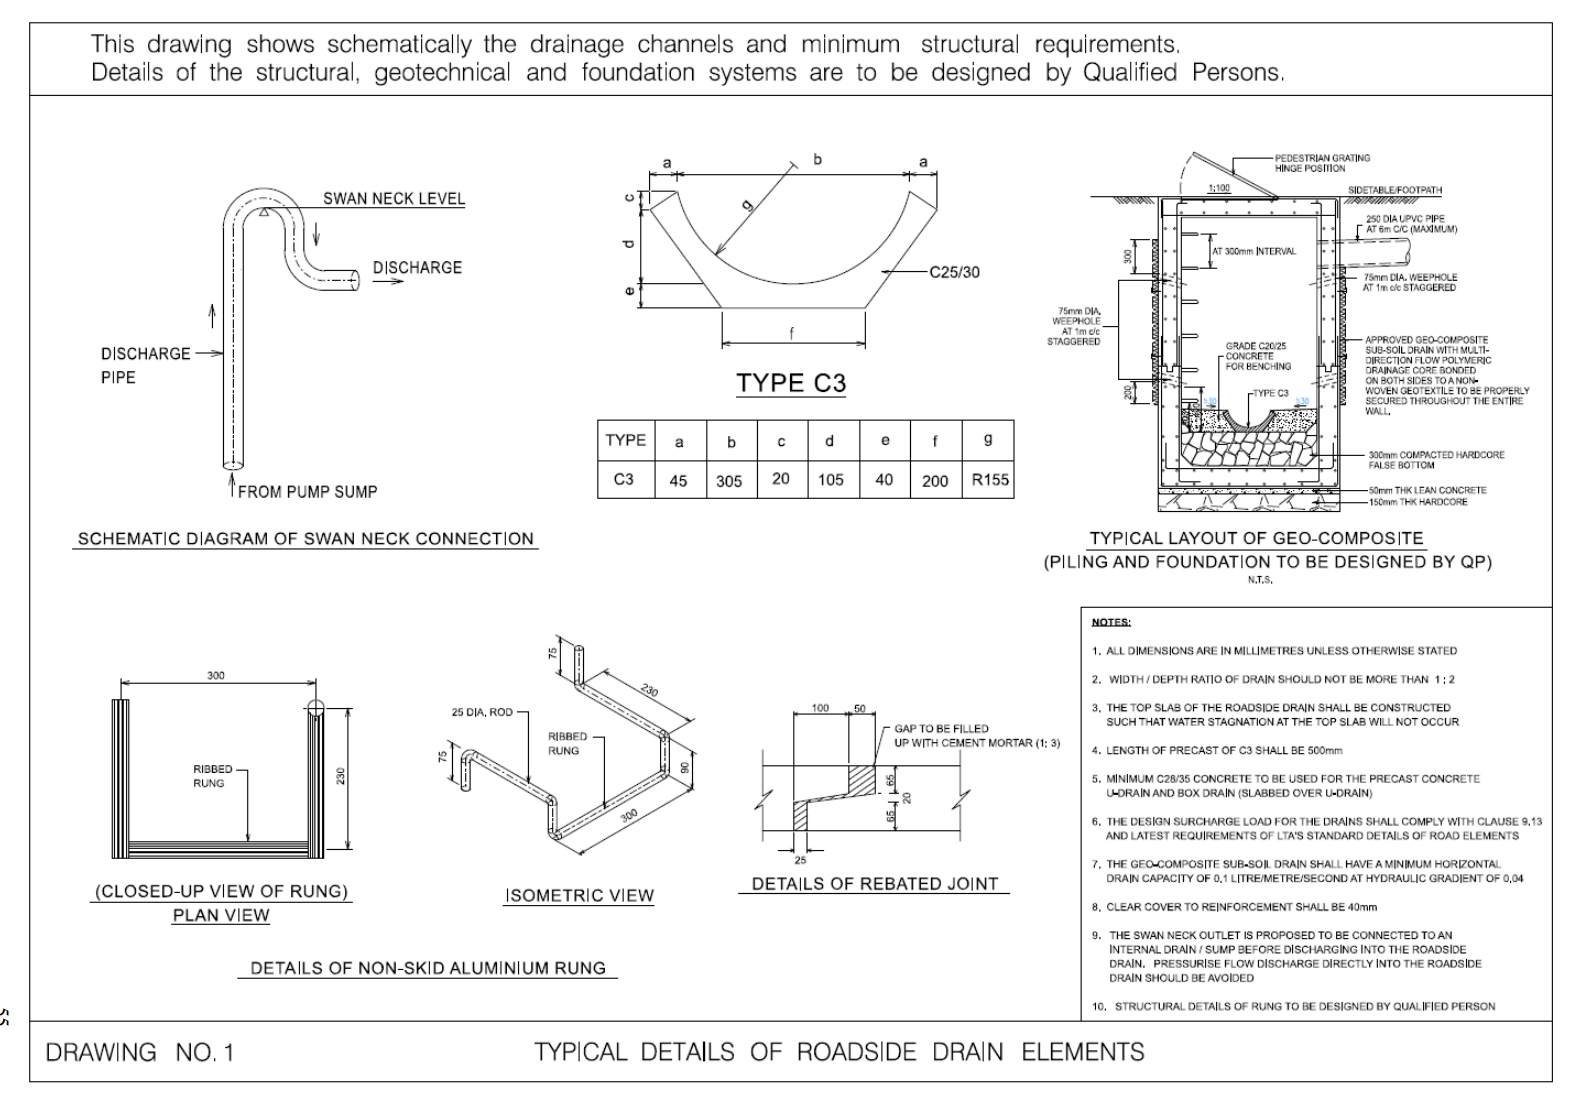 This drawing shows schematically the drainage channels and minimum structural requirements.
Details of the structural, geotechnical and foundation systems are to be designed by Qualified Persons.
SWAN NECK LEVEL
DISCHARGE
DISCHARGE
PIPE
FROM PUMP SUMP
SCHEMATIC DIAGRAM OF SWAN NECK CONNECTION
a
b
a
c
g
d
e
C25/30
f
TYPE C3
TYPE a b c d e f g
C3 45 305 20 105 40 200 R155
PEDESTRIAN GRATING
HINGE POSITION
1:100
SIDETABLE/FOOTPATH
250 DIA UPVC PIPE
AT 6m C/C (MAXIMUM)
AT 300mm INTERVAL
300
75mm DIA. WEEPHOLE
AT 1m c/c STAGGERED
75mm DIA.
WEEPHOLE
AT 1m c/c
STAGGERED
GRADE C20/25
CONCRETE
FOR BENCHING
APPROVED GEO-COMPOSITE
SUB-SOIL DRAIN WITH MULTI-
DIRECTION FLOW POLYMERIC
DRAINAGE CORE BONDED
ON BOTH SIDES TO A NON-
WOVEN GEOTEXTILE TO BE PROPERLY
SECURED THROUGHOUT THE ENTIRE
WALL.
200
TYPE C3
1:30
1:30
300mm COMPACTED HARDCORE
FALSE BOTTOM
50mm THK LEAN CONCRETE
150mm THK HARDCORE
TYPICAL LAYOUT OF GEO-COMPOSITE
(PILING AND FOUNDATION TO BE DESIGNED BY QP)
N.T.S.
300
RIBBED
RUNG
230
(CLOSED-UP VIEW OF RUNG)
PLAN VIEW
75
230
25 DIA. ROD
RIBBED
RUNG
75
90
300
ISOMETRIC VIEW
DETAILS OF NON-SKID ALUMINIUM RUNG
100
50
GAP TO BE FILLED
UP WITH CEMENT MORTAR (1: 3)
65
20
65
25
DETAILS OF REBATED JOINT
NOTES:
1. ALL DIMENSIONS ARE IN MILLIMETRES UNLESS OTHERWISE STATED
2. WIDTH / DEPTH RATIO OF DRAIN SHOULD NOT BE MORE THAN 1 : 2
3. THE TOP SLAB OF THE ROADSIDE DRAIN SHALL BE CONSTRUCTED
SUCH THAT WATER STAGNATION AT THE TOP SLAB WILL NOT OCCUR
4. LENGTH OF PRECAST OF C3 SHALL BE 500mm
5. MINIMUM C28/35 CONCRETE TO BE USED FOR THE PRECAST CONCRETE
U-DRAIN AND BOX DRAIN (SLABBED OVER U-DRAIN)
6. THE DESIGN SURCHARGE LOAD FOR THE DRAINS SHALL COMPLY WITH CLAUSE 9.13
AND LATEST REQUIREMENTS OF LTA'S STANDARD DETAILS OF ROAD ELEMENTS
7. THE GEO-COMPOSITE SUB-SOIL DRAIN SHALL HAVE A MINIMUM HORIZONTAL
DRAIN CAPACITY OF 0.1 LITRE/METRE/SECOND AT HYDRAULIC GRADIENT OF 0.04
8. CLEAR COVER TO REINFORCEMENT SHALL BE 40mm
9. THE SWAN NECK OUTLET IS PROPOSED TO BE CONNECTED TO AN
INTERNAL DRAIN / SUMP BEFORE DISCHARGING INTO THE ROADSIDE
DRAIN. PRESSURISE FLOW DISCHARGE DIRECTLY INTO THE ROADSIDE
DRAIN SHOULD BE AVOIDED
10. STRUCTURAL DETAILS OF RUNG TO BE DESIGNED BY QUALIFIED PERSON
DRAWING NO. 1
TYPICAL DETAILS OF ROADSIDE DRAIN ELEMENTS